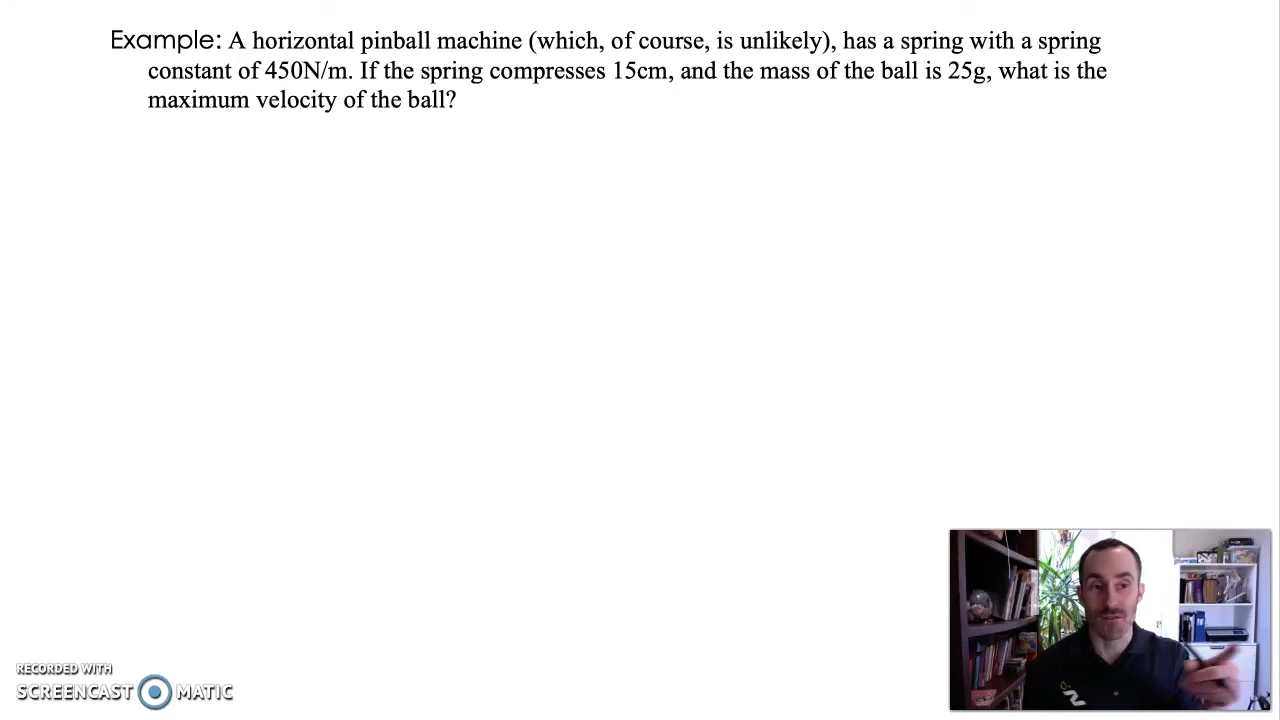 Example: A horizontal pinball machine (which, of course, is unlikely), has a spring with a spring
constant of 450N/m. If the spring compresses 15cm, and the mass of the ball is 25g, what is the
maximum velocity of the ball?
RECORDED WITH
SCREENCAST MATIC